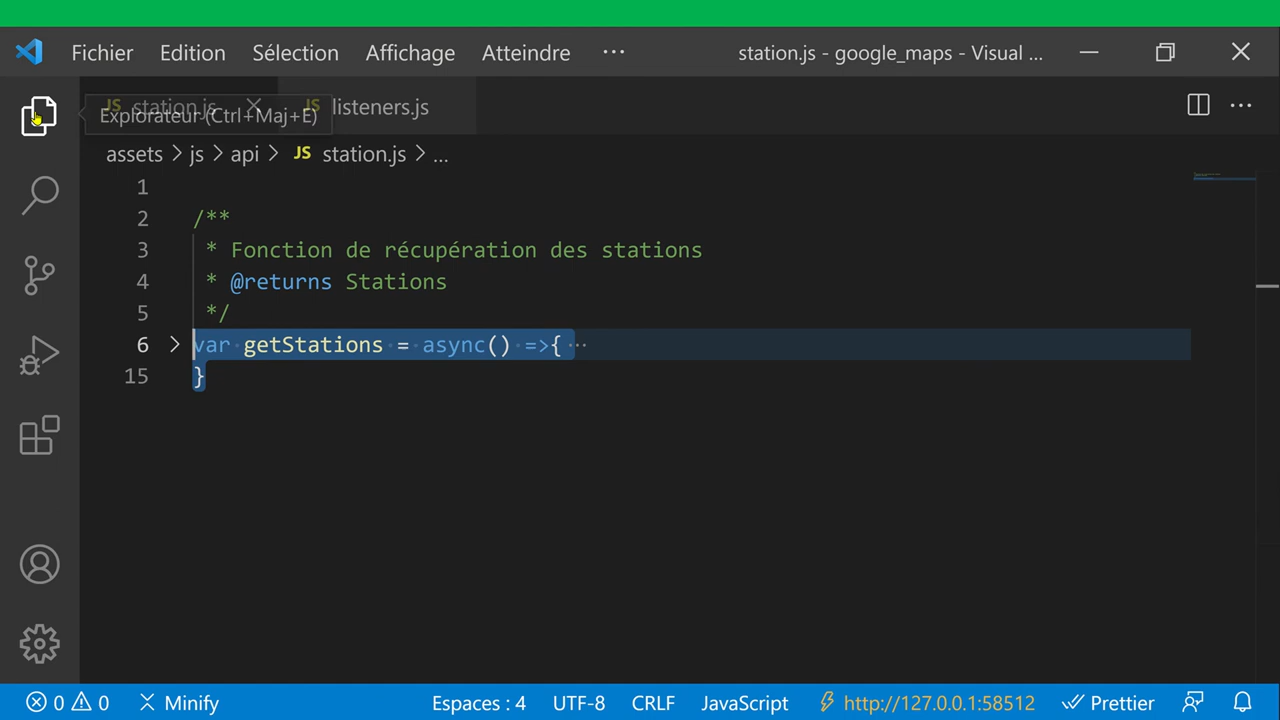 Fichier Edition Sélection Affichage Atteindre ··· station.js - google_maps - Visual ...
JS station.js JS listeners.js ···
Explorateur (Ctrl+Maj+E)
assets > js > api > JS station.js > ...
1
2 /**
3 * Fonction de récupération des stations
4 * @returns Stations
5 */
6 > var getStations = async() =>{ ··
15 }
0 0 Minify Espaces : 4 UTF-8 CRLF JavaScript http://127.0.0.1:58512 Prettier